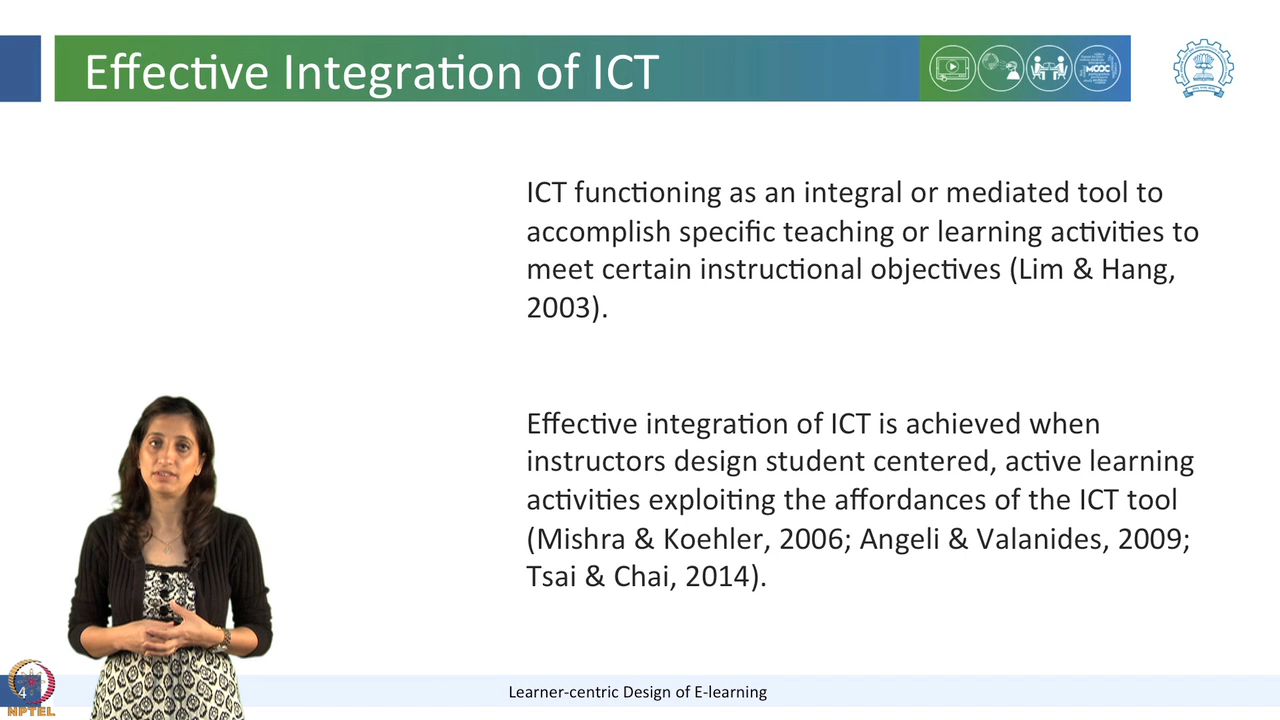 Effective Integration of ICT
MOOC
ICT functioning as an integral or mediated tool to
accomplish specific teaching or learning activities to
meet certain instructional objectives (Lim & Hang,
2003).
Effective integration of ICT is achieved when
instructors design student centered, active learning
activities exploiting the affordances of the ICT tool
(Mishra & Koehler, 2006; Angeli & Valanides, 2009;
Tsai & Chai, 2014).
4
NPTEL
Learner-centric Design of E-learning